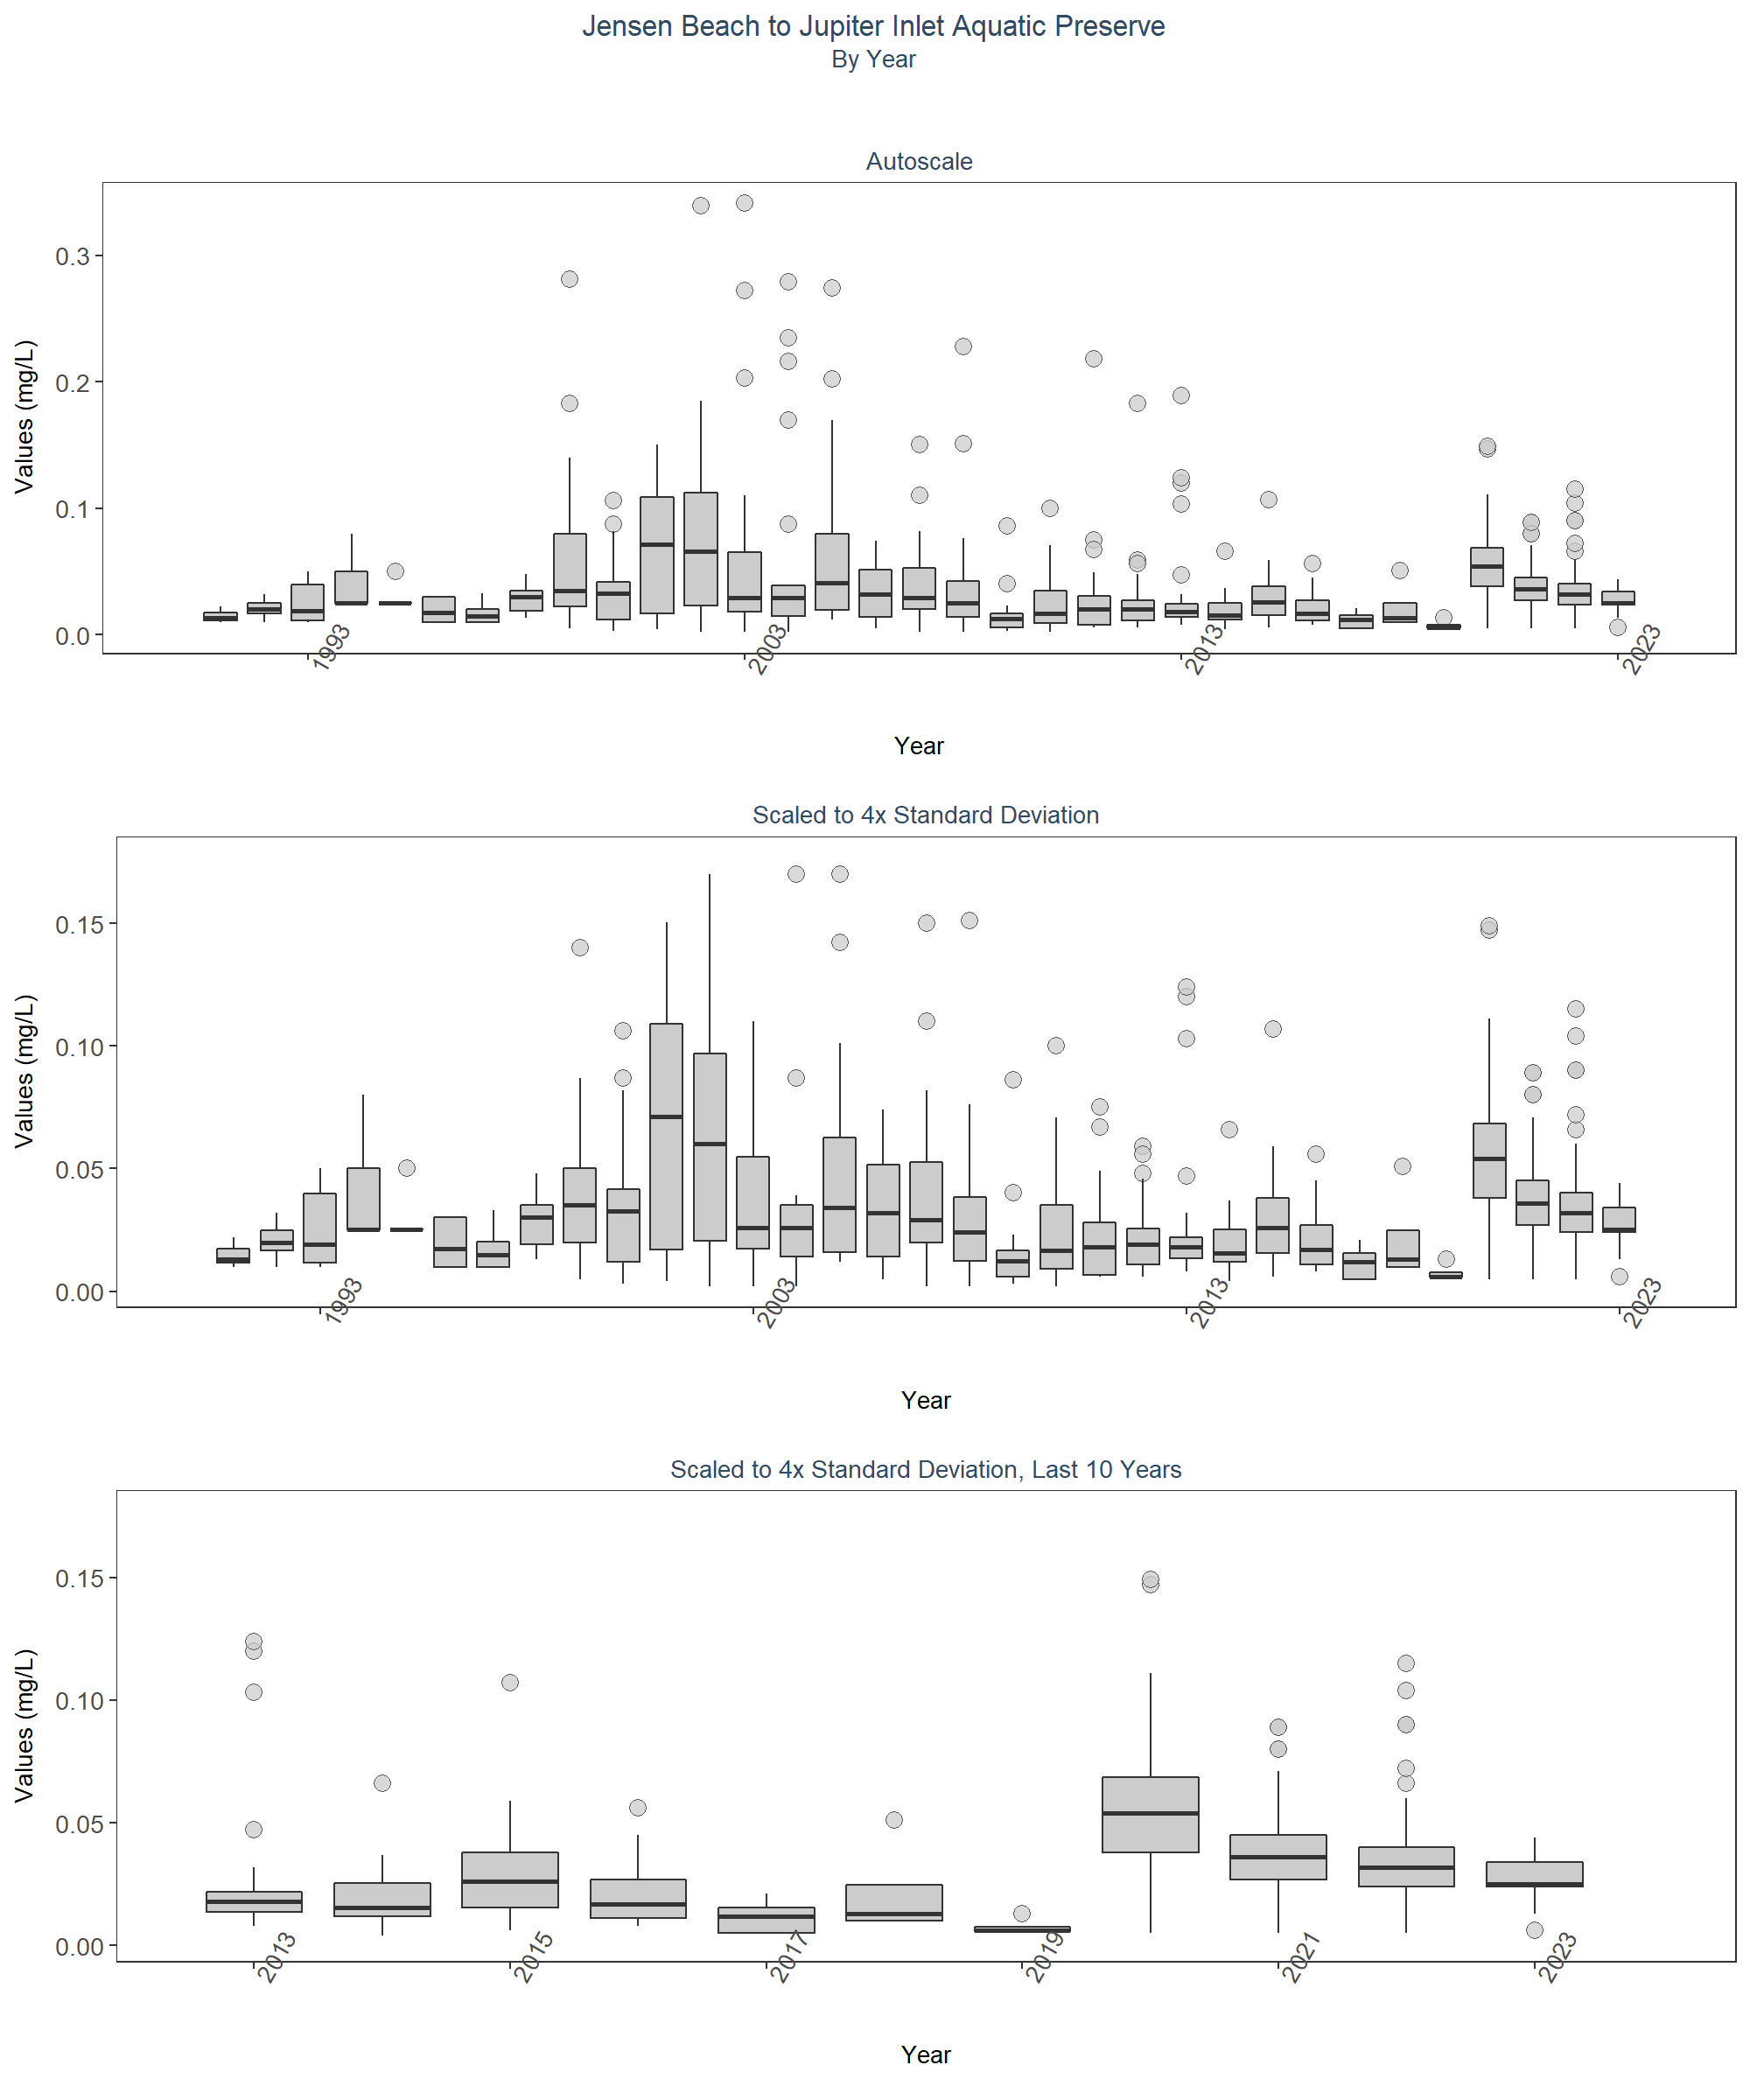 Jensen Beach to Jupiter Inlet Aquatic Preserve
By Year
Autoscale
Values (mg/L)
0.3
0.2
0.1
0.0
1993
2003
2013
2023
Year
Scaled to 4x Standard Deviation
Values (mg/L)
0.15
0.10
0.05
0.00
1993
2003
2013
2023
Year
Scaled to 4x Standard Deviation, Last 10 Years
Values (mg/L)
0.15
0.10
0.05
0.00
2013
2015
2017
2019
2021
2023
Year